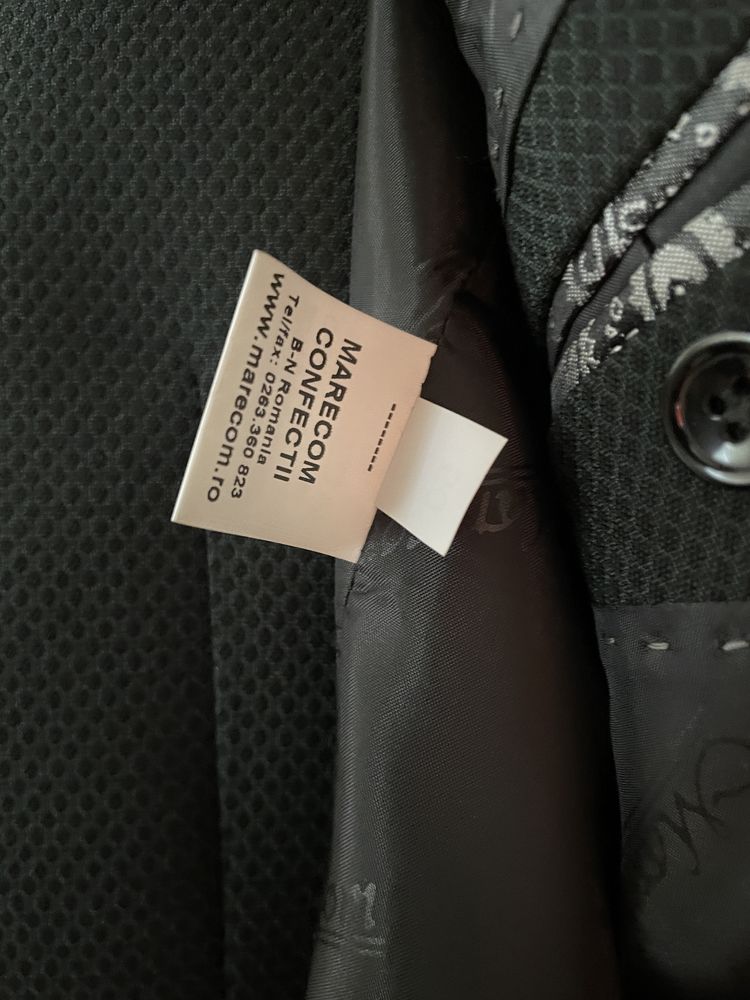 MARECOM
CONFECTII
B-N Romania
Tel/fax: 0263.360 823
www.marecom.ro